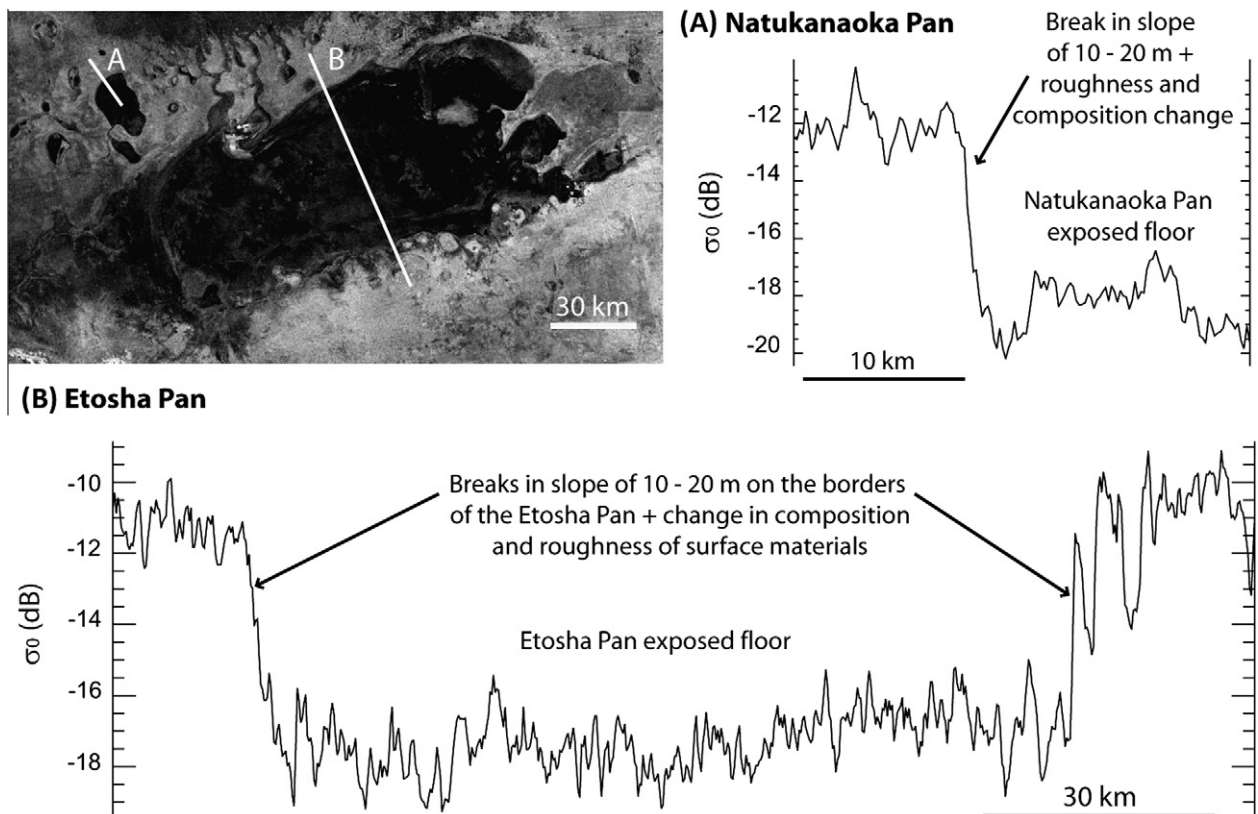 A
B
30 km
(A) Natukanaoka Pan
Break in slope
of 10 - 20 m +
roughness and
composition change
-12
-14
-16
-18
-20
σ0 (dB)
Natukanaoka Pan
exposed floor
10 km
(B) Etosha Pan
-10
-12
-14
-16
-18
σ0 (dB)
Breaks in slope of 10 - 20 m on the borders
of the Etosha Pan + change in composition
and roughness of surface materials
Etosha Pan exposed floor
30 km